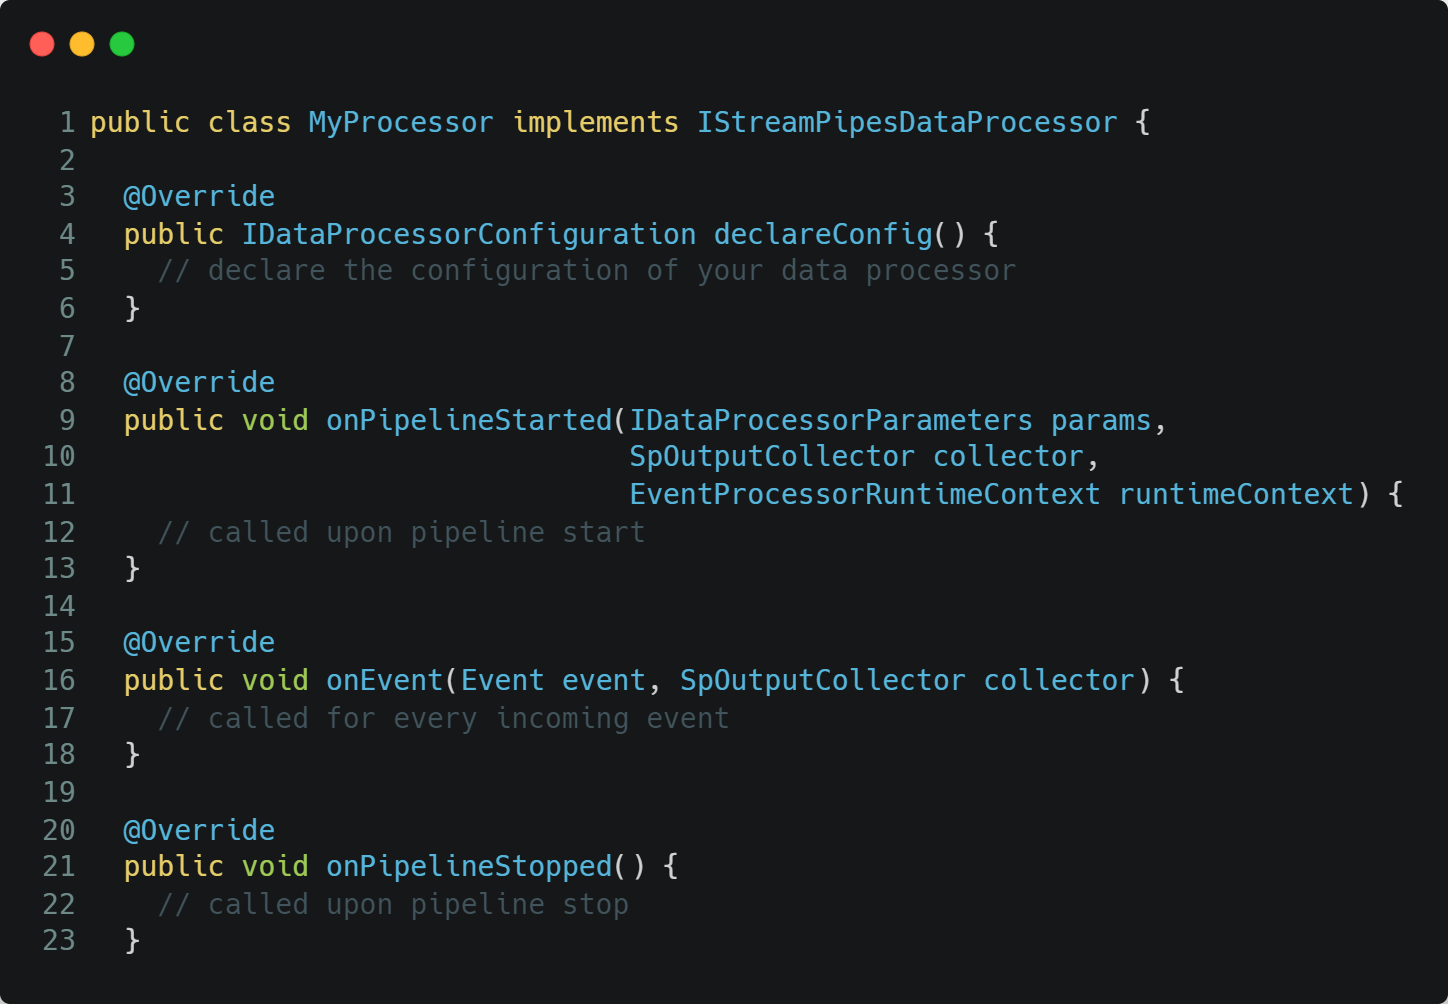 1 public class MyProcessor implements IStreamPipesDataProcessor {
2
3   @Override
4   public IDataProcessorConfiguration declareConfig() {
5     // declare the configuration of your data processor
6   }
7
8   @Override
9   public void onPipelineStarted(IDataProcessorParameters params,
10                                SpOutputCollector collector,
11                                EventProcessorRuntimeContext runtimeContext) {
12    // called upon pipeline start
13  }
14
15  @Override
16  public void onEvent(Event event, SpOutputCollector collector) {
17    // called for every incoming event
18  }
19
20  @Override
21  public void onPipelineStopped() {
22    // called upon pipeline stop
23  }